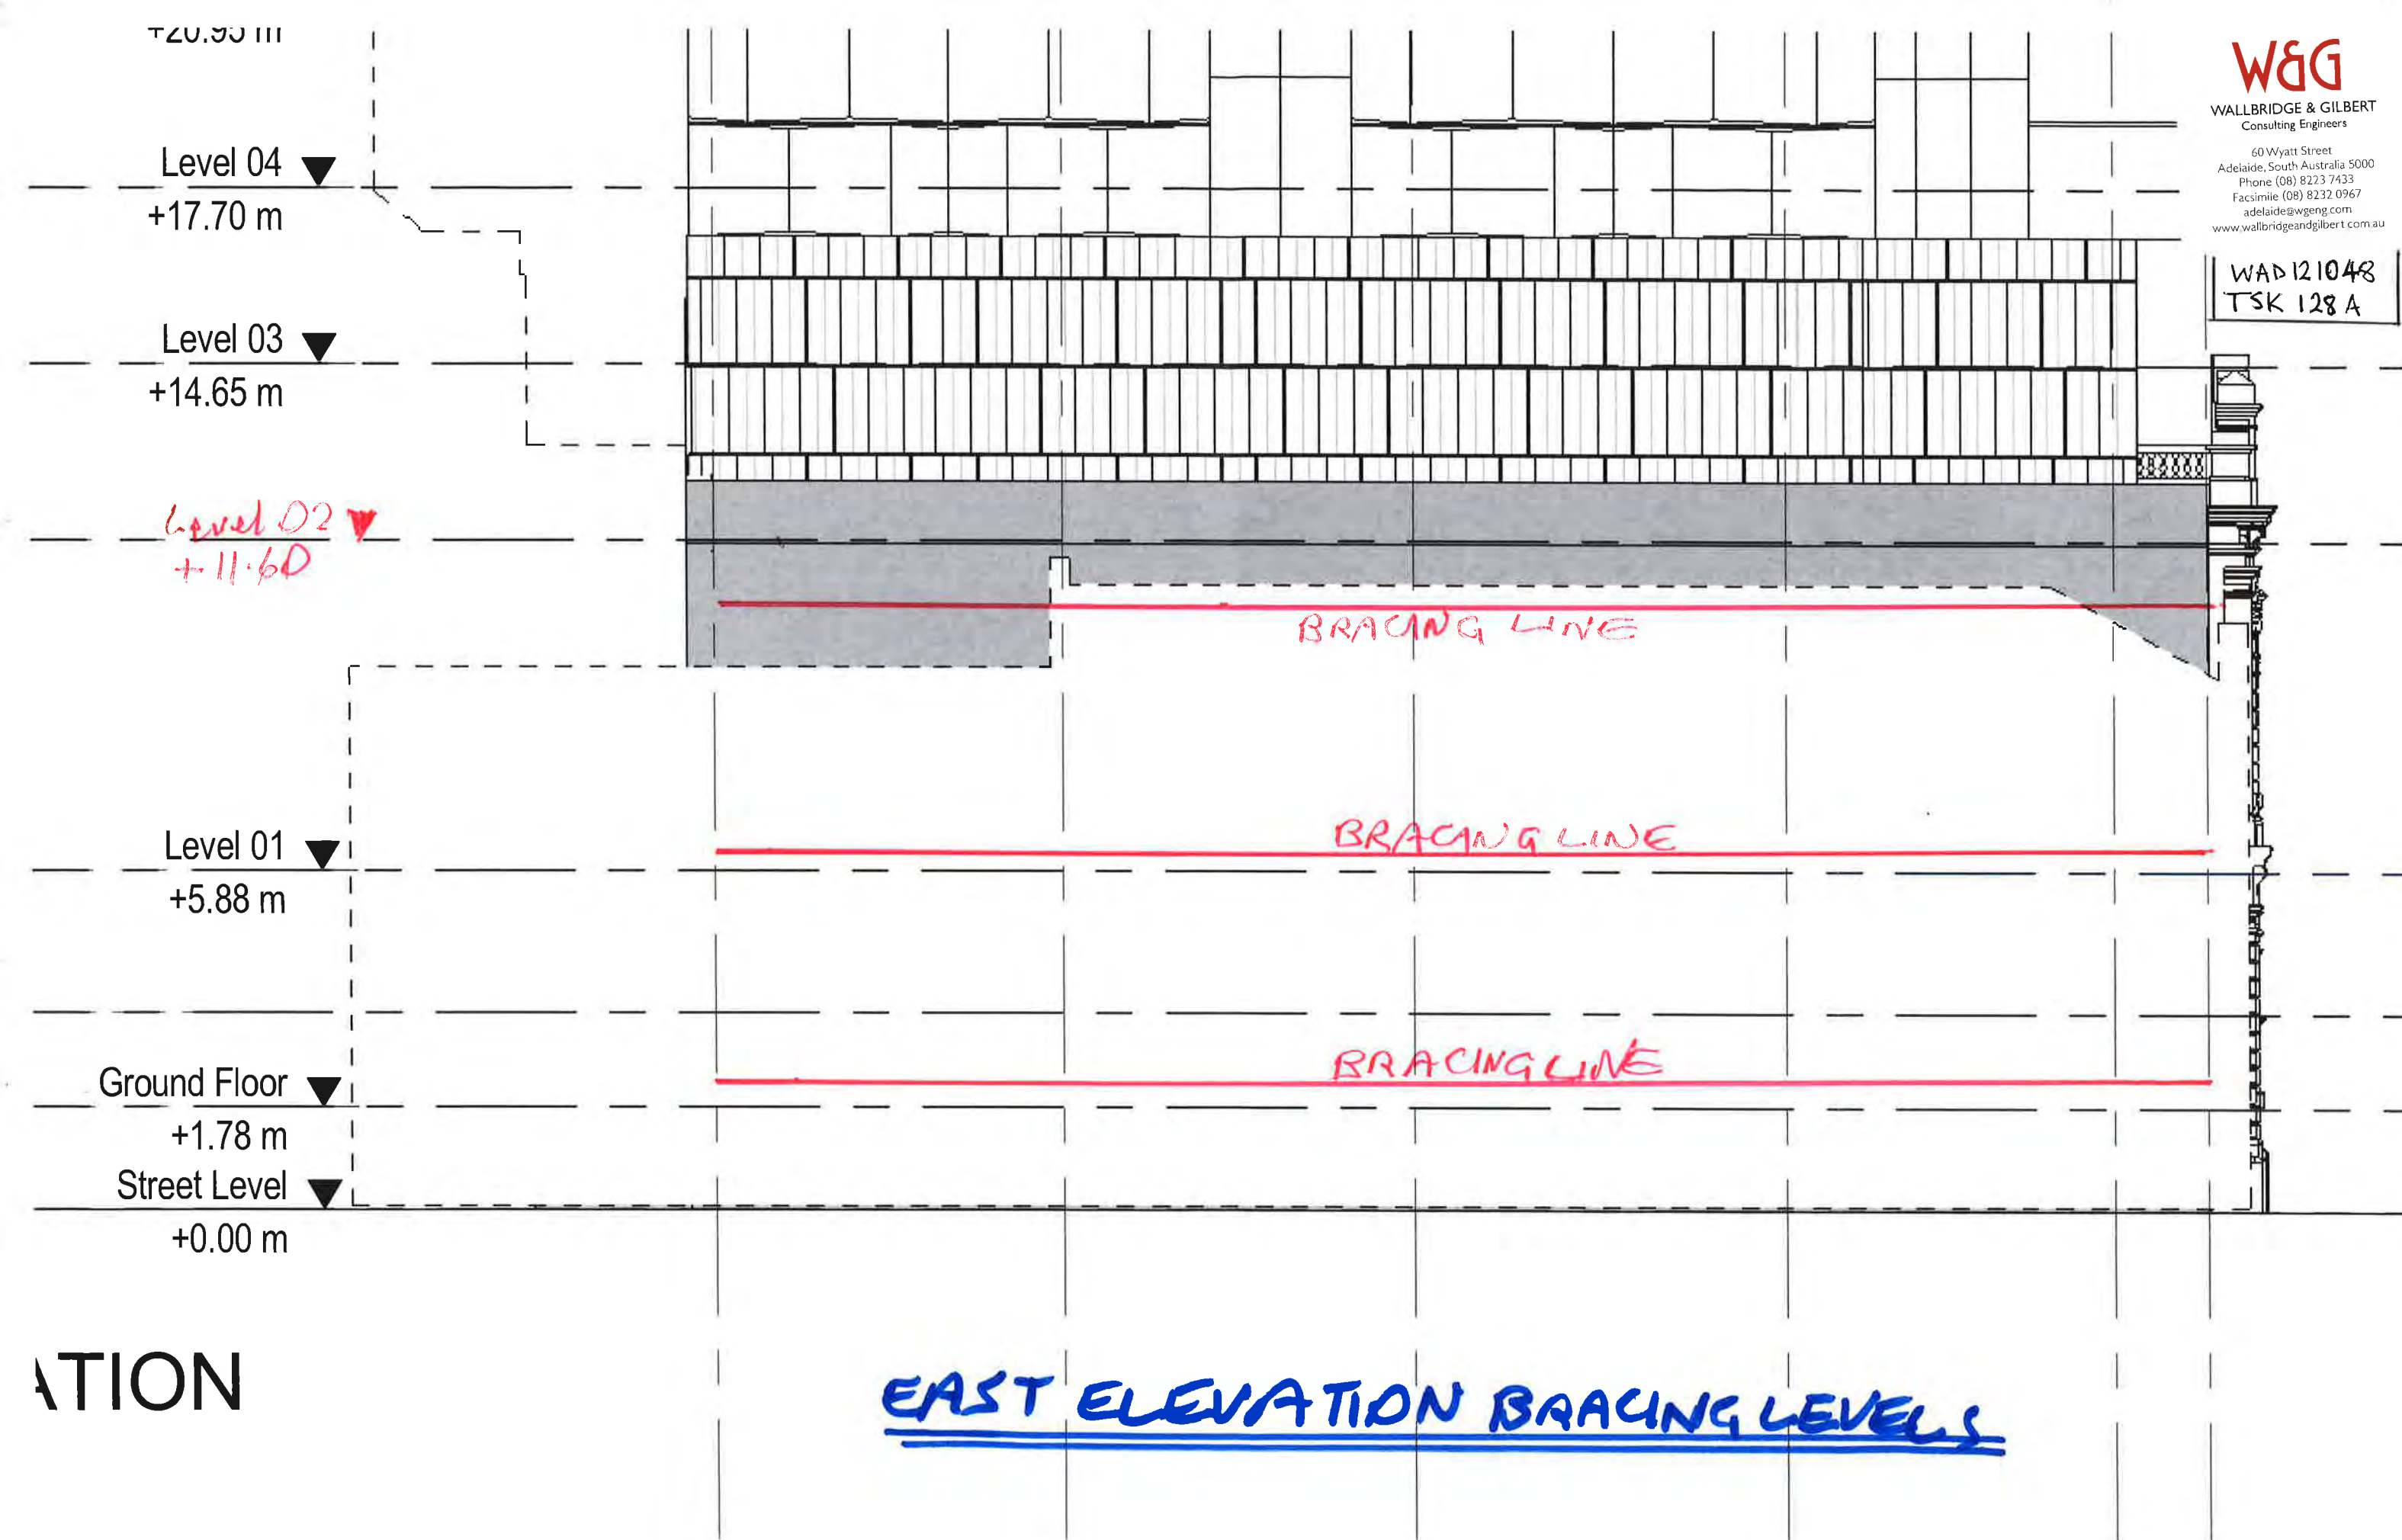 W&G
WALLBRIDGE & GILBERT
Consulting Engineers
60 Wyatt Street
Adelaide, South Australia 5000
Phone (08) 8223 7433
Facsimile (08) 8232 0967
adelaide@wgeng.com
www.wallbridgeandgilbert.com.au
WAD121048
TSK 128A
+20.95 m
Level 04
+17.70 m
Level 03
+14.65 m
Level 02
+11.60
BRACING LINE
Level 01
+5.88 m
BRACING LINE
Ground Floor
+1.78 m
BRACING LINE
Street Level
+0.00 m
ATION
EAST ELEVATION BRACING LEVELS